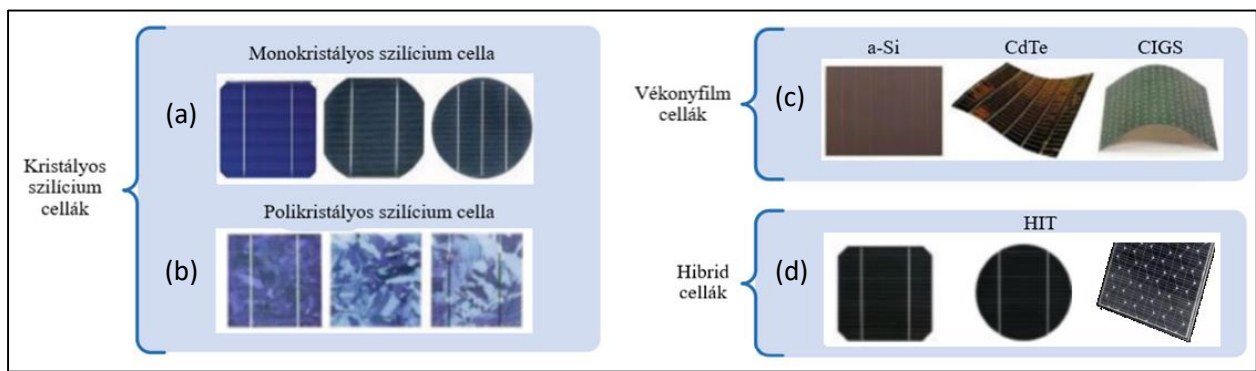 Kristályos
szilícium
cellák
Monokristályos szilícium cella
(a)
Polikristályos szilícium cella
(b)
Vékonyfilm
cellák
(c)
a-Si
CdTe
CIGS
Hibrid
cellák
(d)
HIT